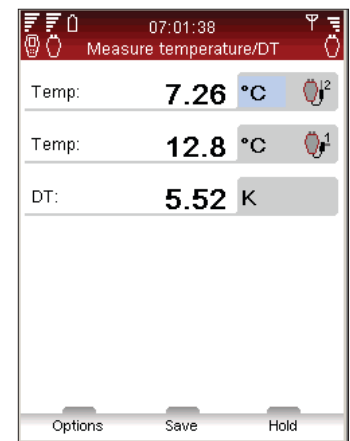 07:01:38
Measure temperature/DT
Temp: 7.26 °C 2
Temp: 12.8 °C 1
DT: 5.52 K
Options Save Hold